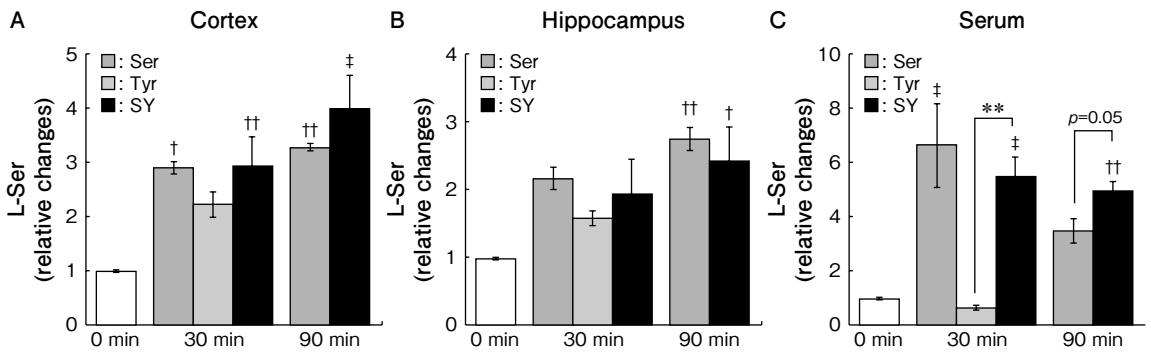 A Cortex
L-Ser
(relative changes)
5
4
3
2
1
0
: Ser
: Tyr
: SY
†
††
††
‡
0 min 30 min 90 min
B Hippocampus
L-Ser
(relative changes)
4
3
2
1
0
: Ser
: Tyr
: SY
††
†
0 min 30 min 90 min
C Serum
L-Ser
(relative changes)
10
8
6
4
2
0
: Ser
: Tyr
: SY
‡
**
‡
p=0.05
††
0 min 30 min 90 min